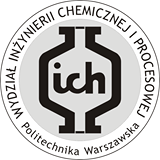 WYDZIAŁ INŻYNIERII CHEMICZNEJ I PROCESOWEJ
ich
Politechnika Warszawska